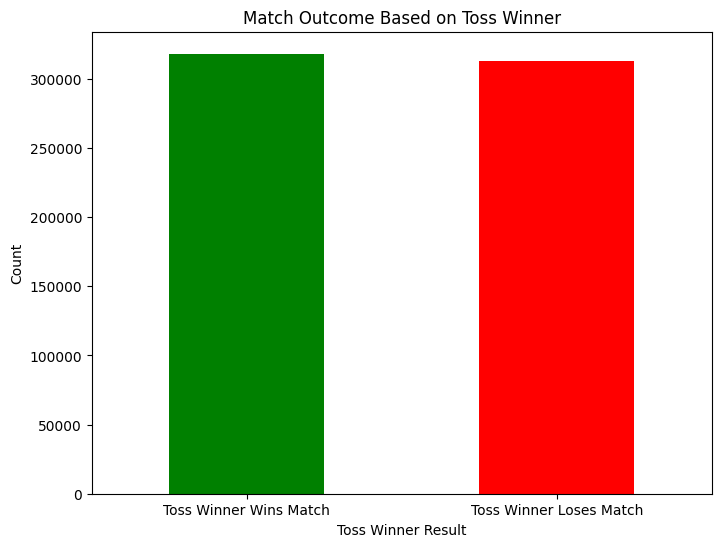 Match Outcome Based on Toss Winner
300000
250000
200000
150000
100000
50000
0
Count
Toss Winner Wins Match
Toss Winner Loses Match
Toss Winner Result